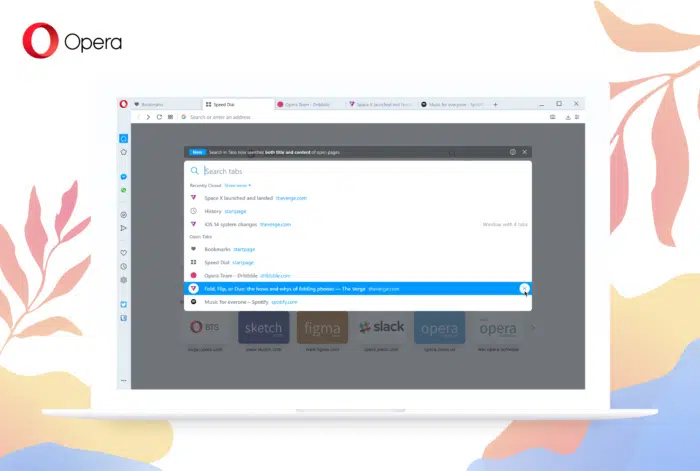 Opera
Bookmarks
Speed Dial
Opera Team - Dribbble
Space X launched and
Music for everyone - Spotif
Search or enter an address
New
Search in Tabs now searches both title and content of open pages
Search tabs
Recently Closed Show more
Space X launched and landed theverge.com
History startpage
iOS 14 system changes theverge.com
Window with 4 tabs
Open Tabs
Bookmarks startpage
Speed Dial startpage
Opera Team - Dribbble dribbble.com
Fold, Flip, or Duo: the hows and whys of folding phones — The Verge theverge.com
Music for everyone - Spotify spotify.com
BTS
sketch
figma
slack
opera
opera